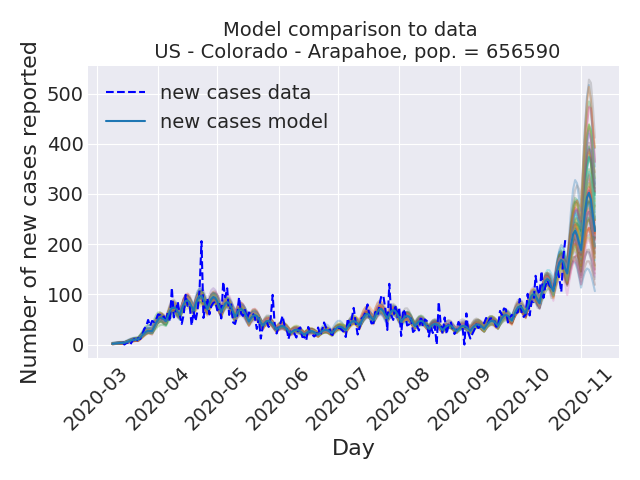 Model comparison to data
US - Colorado - Arapahoe, pop. = 656590
Number of new cases reported
500
400
300
200
100
0
new cases data
new cases model
2020-03
2020-04
2020-05
2020-06
2020-07
2020-08
2020-09
2020-10
2020-11
Day